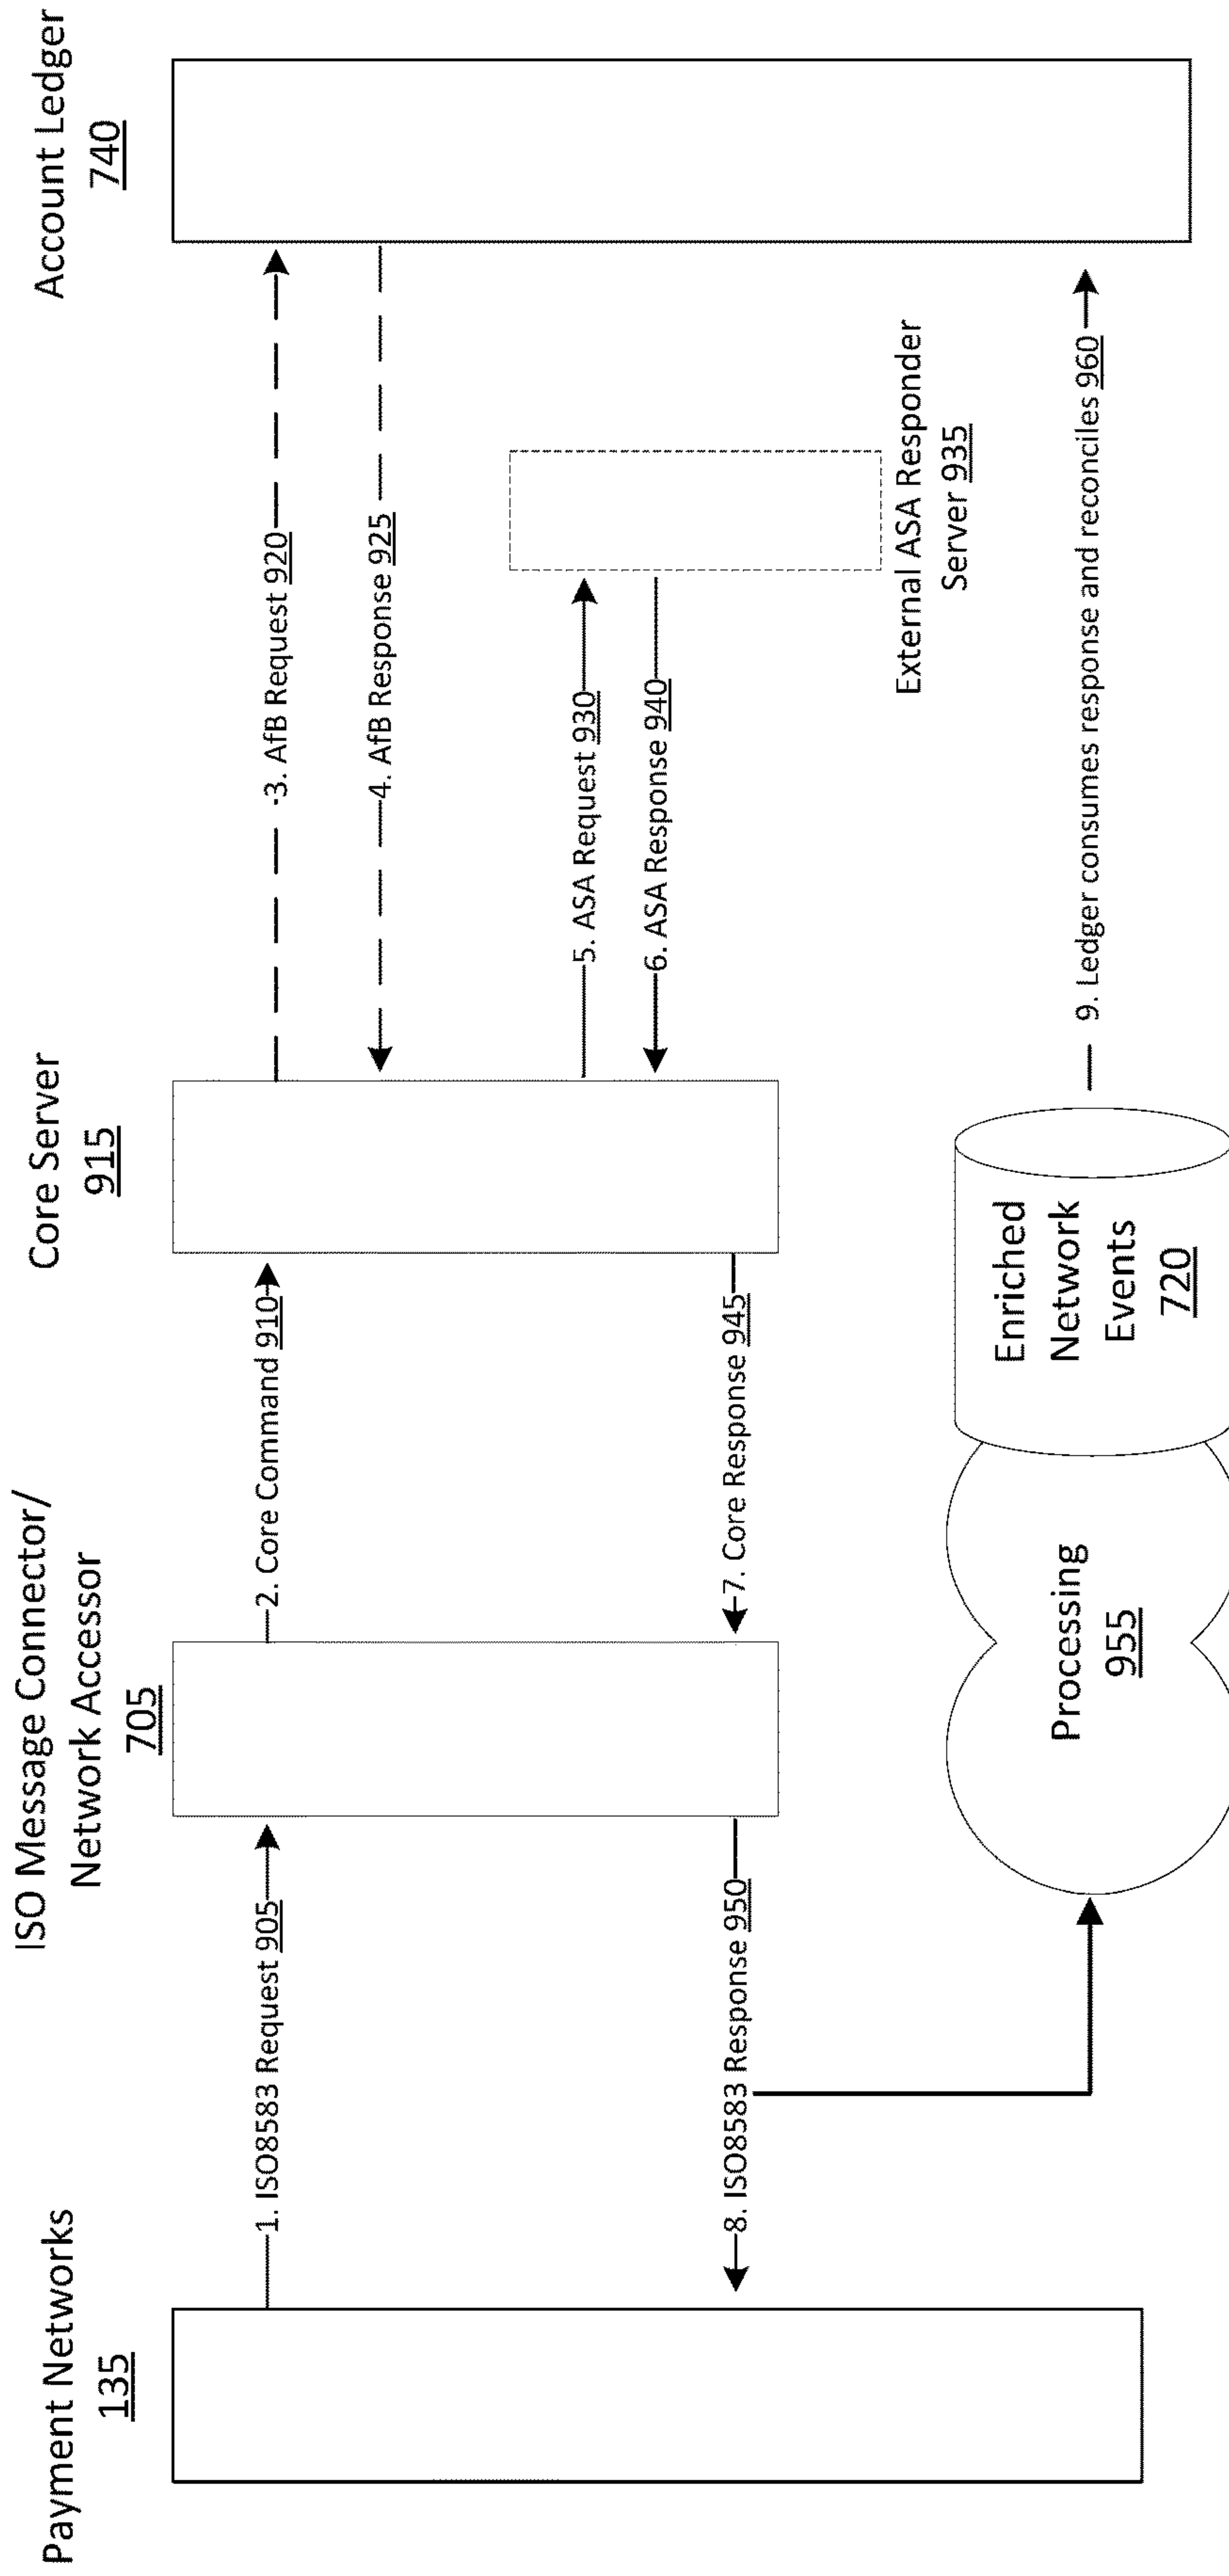 Payment Networks
135
ISO Message Connector/
Network Accessor
705
Core Server
915
Account Ledger
740
1. ISO8583 Request 905
2. Core Command 910
3. AfB Request 920
4. AfB Response 925
5. ASA Request 930
6. ASA Response 940
External ASA Responder
Server 935
7. Core Response 945
8. ISO8583 Response 950
Processing
955
Enriched
Network
Events
720
9. Ledger consumes response and reconciles 960